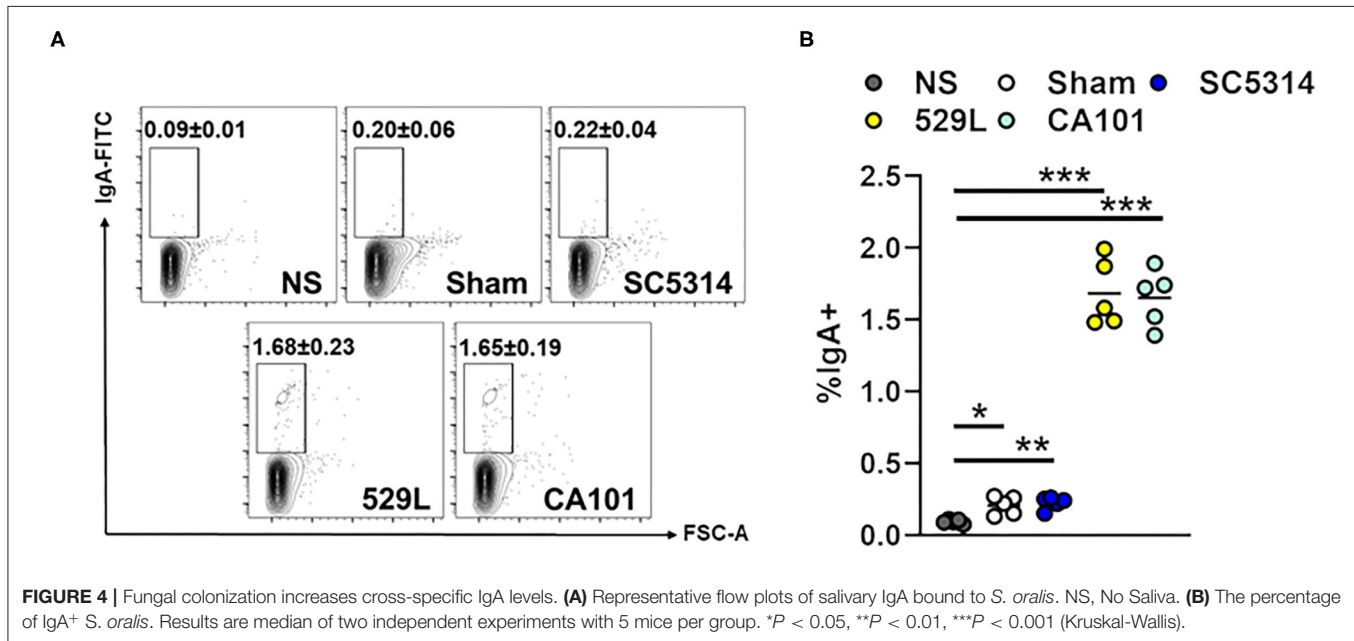 A
IgA-FITC
0.09±0.01
NS
0.20±0.06
Sham
0.22±0.04
SC5314
1.68±0.23
529L
1.65±0.19
CA101
FSC-A
B
NS Sham SC5314
529L CA101
%IgA+
2.5
2.0
1.5
1.0
0.5
0.0
***
***
*
**
FIGURE 4 | Fungal colonization increases cross-specific IgA levels. (A) Representative flow plots of salivary IgA bound to S. oralis. NS, No Saliva. (B) The percentage
of IgA+ S. oralis. Results are median of two independent experiments with 5 mice per group. *P < 0.05, **P < 0.01, ***P < 0.001 (Kruskal-Wallis).